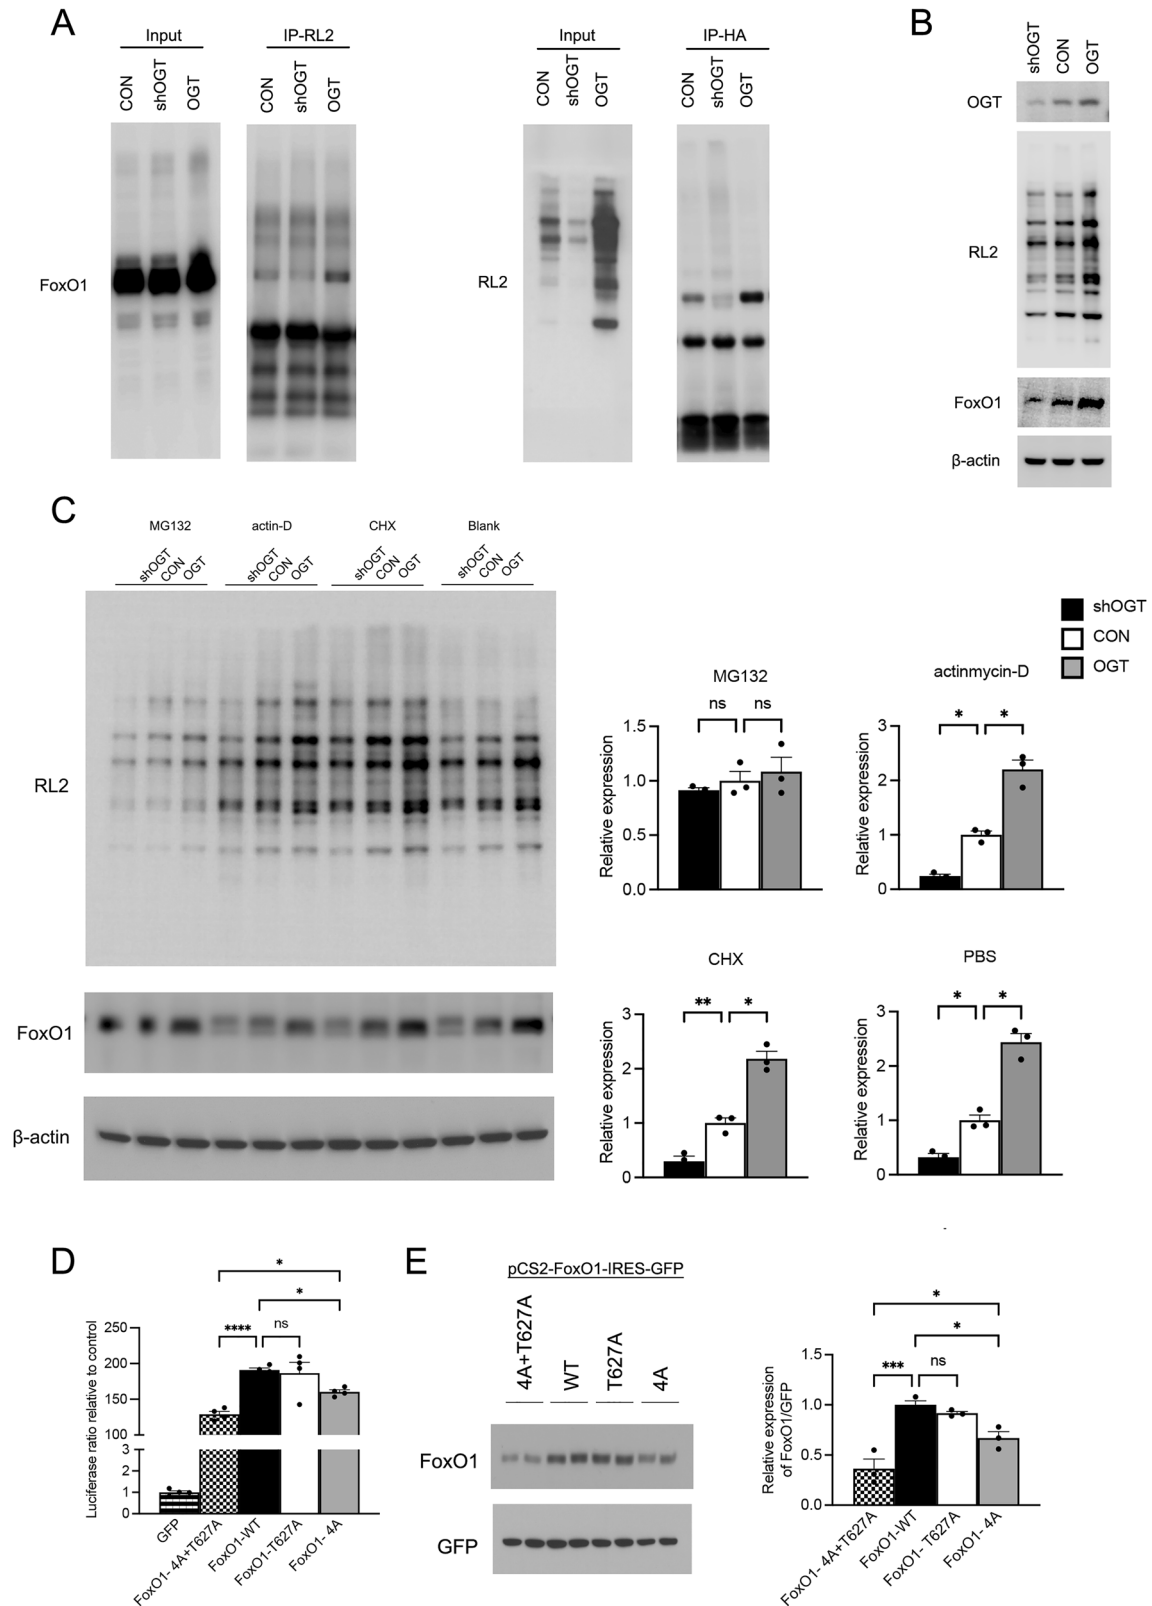 A
Input
IP-RL2
Input
IP-HA
CON
shOGT
OGT
CON
shOGT
OGT
CON
shOGT
OGT
CON
shOGT
OGT
FoxO1
RL2
B
shOGT
CON
OGT
OGT
RL2
FoxO1
β-actin
C
MG132
actin-D
CHX
Blank
shOGT
CON
OGT
shOGT
CON
OGT
shOGT
CON
OGT
shOGT
CON
OGT
RL2
FoxO1
β-actin
shOGT
CON
OGT
MG132
ns
ns
Relative expression
1.5
1.0
0.5
0.0
actinmycin-D
*
*
Relative expression
3
2
1
0
CHX
**
*
Relative expression
3
2
1
0
PBS
*
*
Relative expression
3
2
1
0
D
*
*
****
ns
Luciferase ratio relative to control
250
200
150
100
3
2
1
0
GFP
FoxO1- 4A+T627A
FoxO1-WT
FoxO1-T627A
FoxO1- 4A
E
pCS2-FoxO1-IRES-GFP
4A+T627A
WT
T627A
4A
FoxO1
GFP
*
*
***
ns
Relative expression
of FoxO1/GFP
1.5
1.0
0.5
0.0
FoxO1- 4A+T627A
FoxO1-WT
FoxO1- T627A
FoxO1- 4A